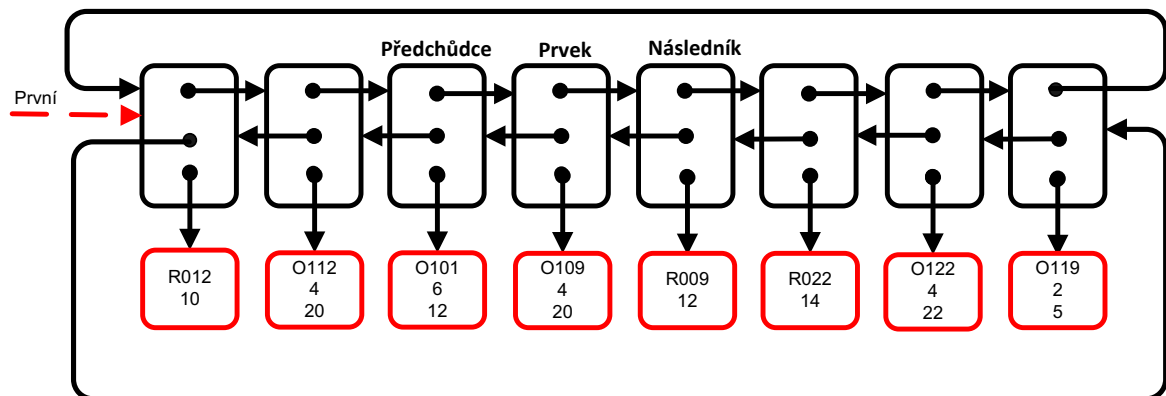 Předchůdce
Prvek
Následník
První
R012
10
O112
4
20
O101
6
12
O109
4
20
R009
12
R022
14
O122
4
22
O119
2
5